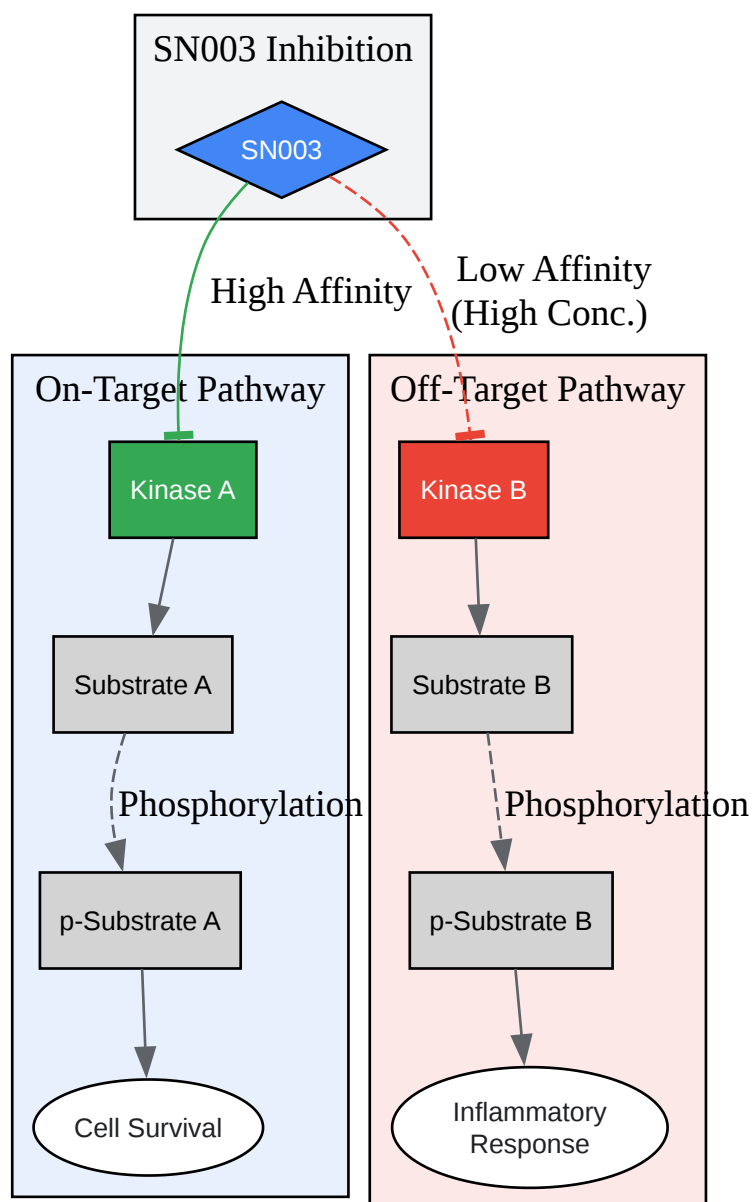 SN003 Inhibition
SN003
High Affinity
Low Affinity
(High Conc.)
On-Target Pathway
Kinase A
Substrate A
Phosphorylation
p-Substrate A
Cell Survival
Off-Target Pathway
Kinase B
Substrate B
Phosphorylation
p-Substrate B
Inflammatory
Response